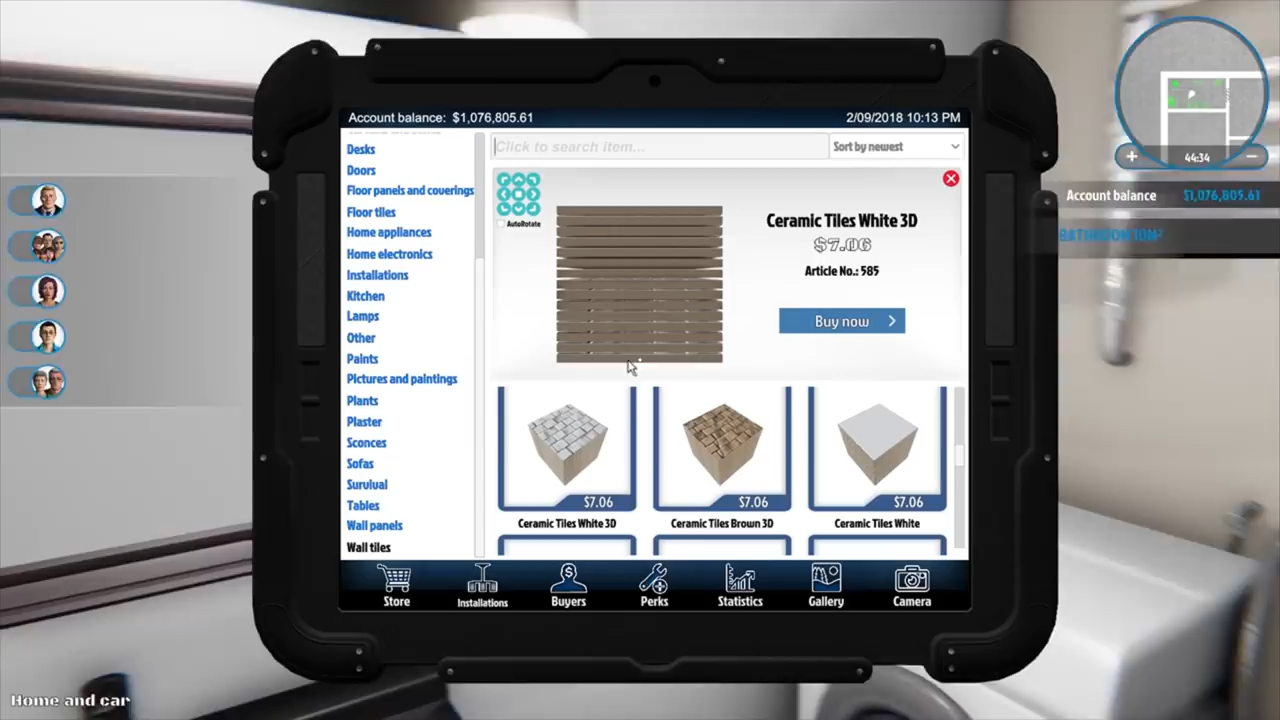 Account balance: $1,076,805.61
2/09/2018 10:13 PM
Desks
Doors
Floor panels and coverings
Floor tiles
Home appliances
Home electronics
Installations
Kitchen
Lamps
Other
Paints
Pictures and paintings
Plants
Plaster
Sconces
Sofas
Survival
Tables
Wall panels
Wall tiles
Click to search item...
Sort by newest
AutoRotate
Ceramic Tiles White 3D
$7.06
Article No.: 585
Buy now
$7.06
$7.06
$7.06
Ceramic Tiles White 3D
Ceramic Tiles Brown 3D
Ceramic Tiles White
Store
Installations
Buyers
Perks
Statistics
Gallery
Camera
44:34
Account balance
$1,076,805.61
BATHROOM 10M²
Home and car